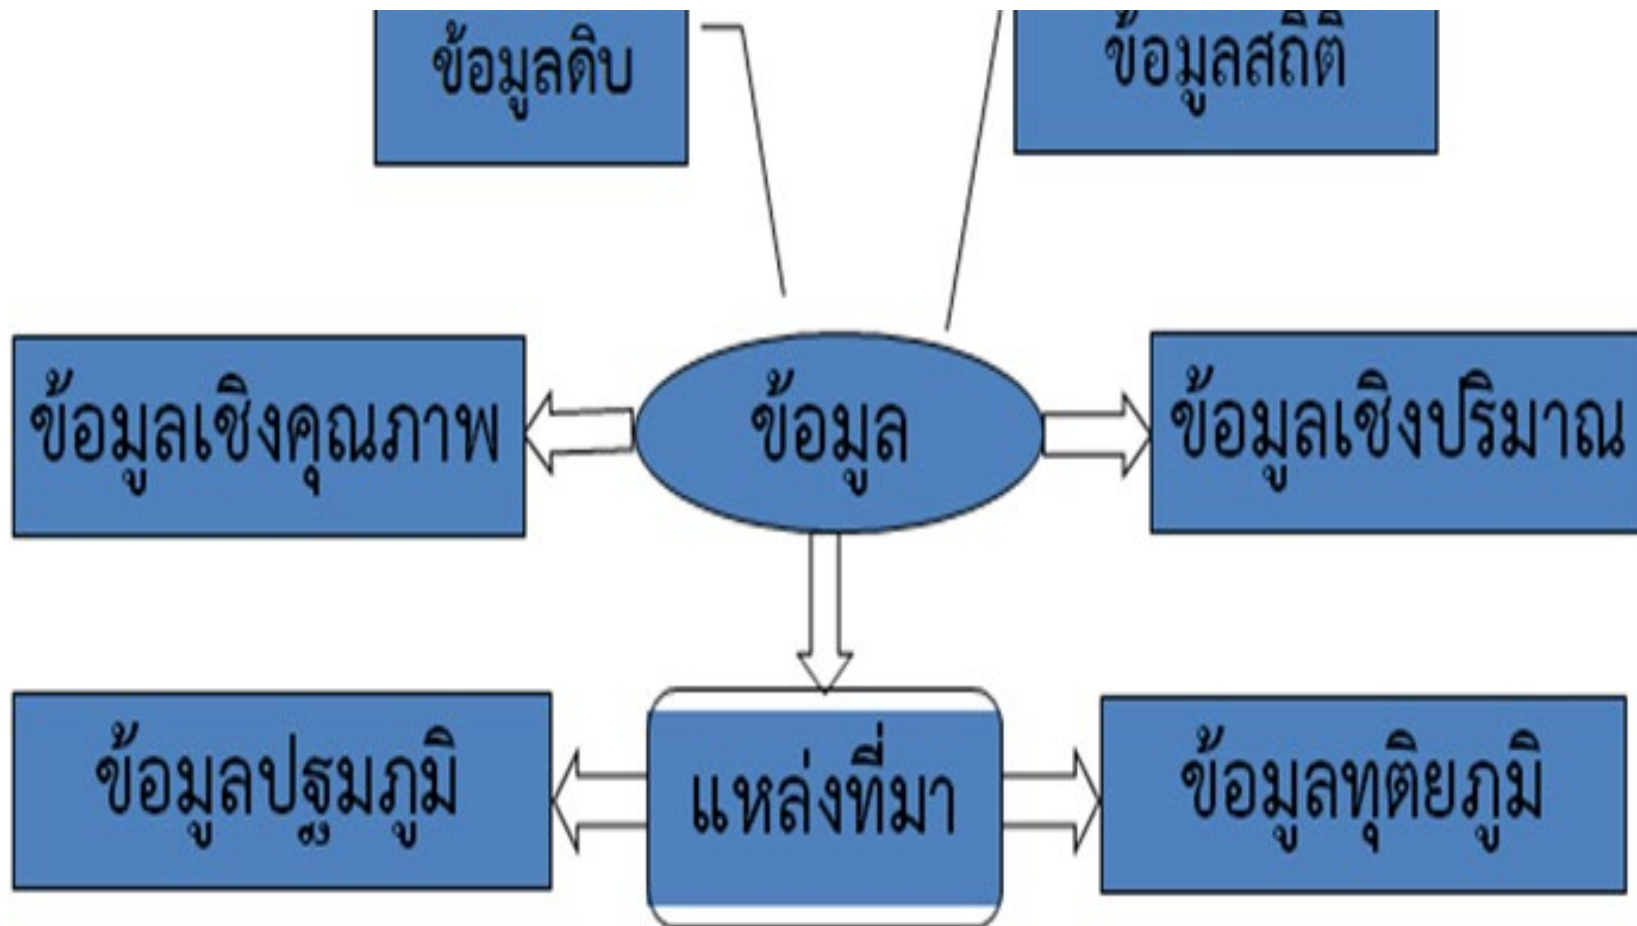 ข้อมูลดิบ
ข้อมูลสถิติ
ข้อมูลเชิงคุณภาพ
ข้อมูล
ข้อมูลเชิงปริมาณ
ข้อมูลปฐมภูมิ
แหล่งที่มา
ข้อมูลทุติยภูมิ